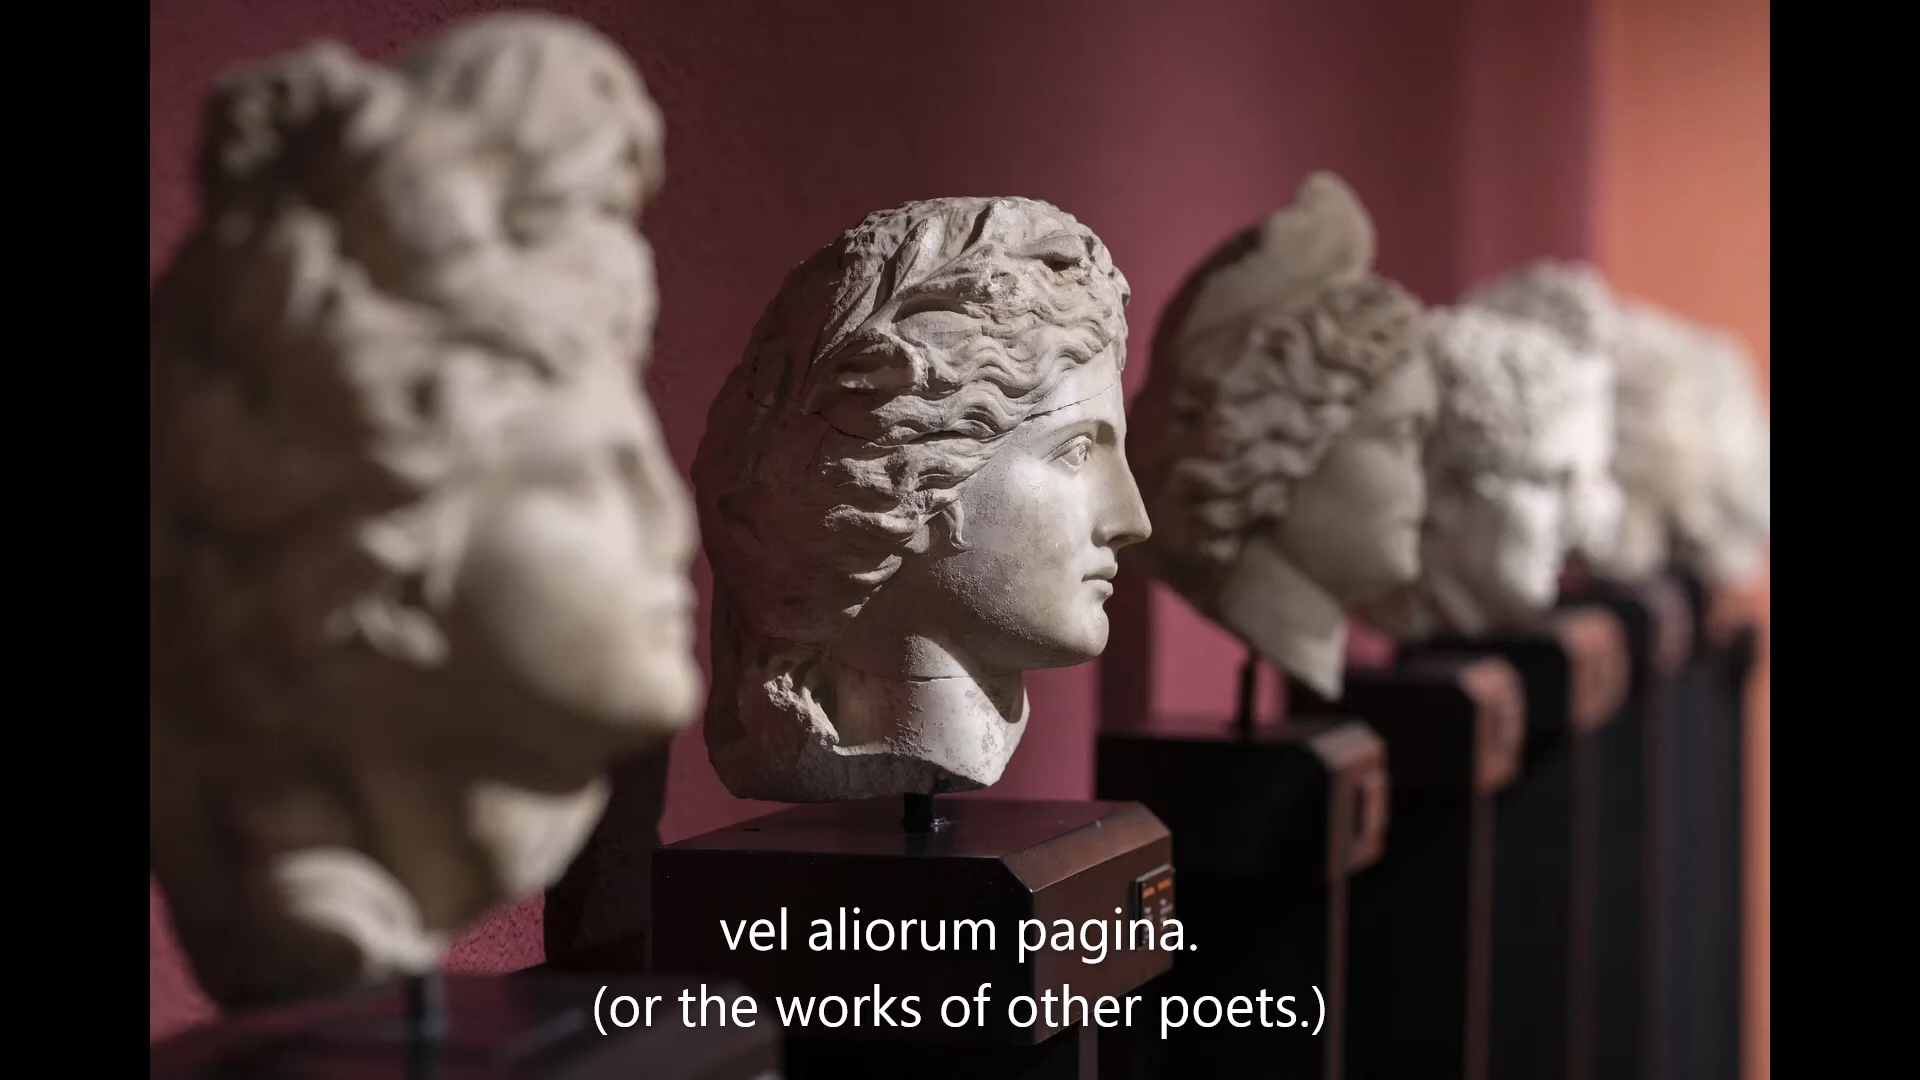 vel aliorum pagina.
(or the works of other poets.)